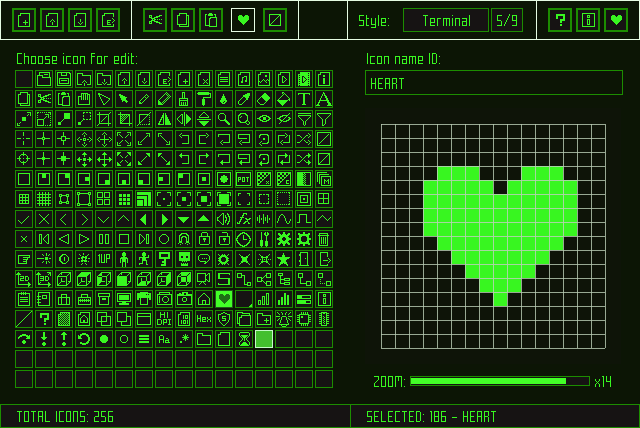 Style: Terminal 5/9
Choose icon for edit:
Icon name ID:
HEART
ZOOM: x14
TOTAL ICONS: 256
SELECTED: 186 - HEART